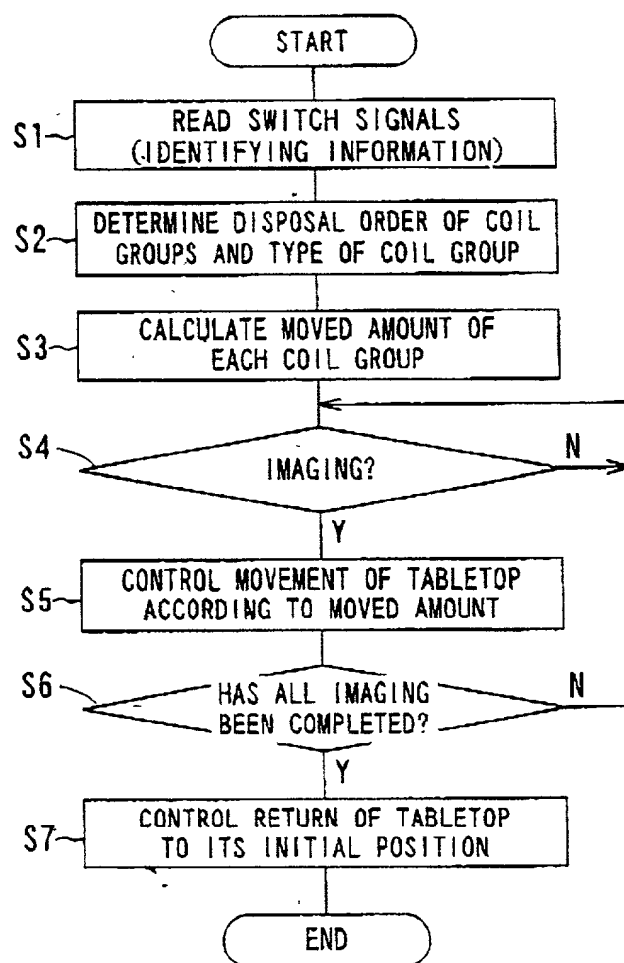 START
S1
READ SWITCH SIGNALS
(IDENTIFYING INFORMATION)
S2
DETERMINE DISPOSAL ORDER OF COIL
GROUPS AND TYPE OF COIL GROUP
S3
CALCULATE MOVED AMOUNT OF
EACH COIL GROUP
S4
IMAGING?
N
Y
S5
CONTROL MOVEMENT OF TABLETOP
ACCORDING TO MOVED AMOUNT
S6
HAS ALL IMAGING
BEEN COMPLETED?
N
Y
S7
CONTROL RETURN OF TABLETOP
TO ITS INITIAL POSITION
END